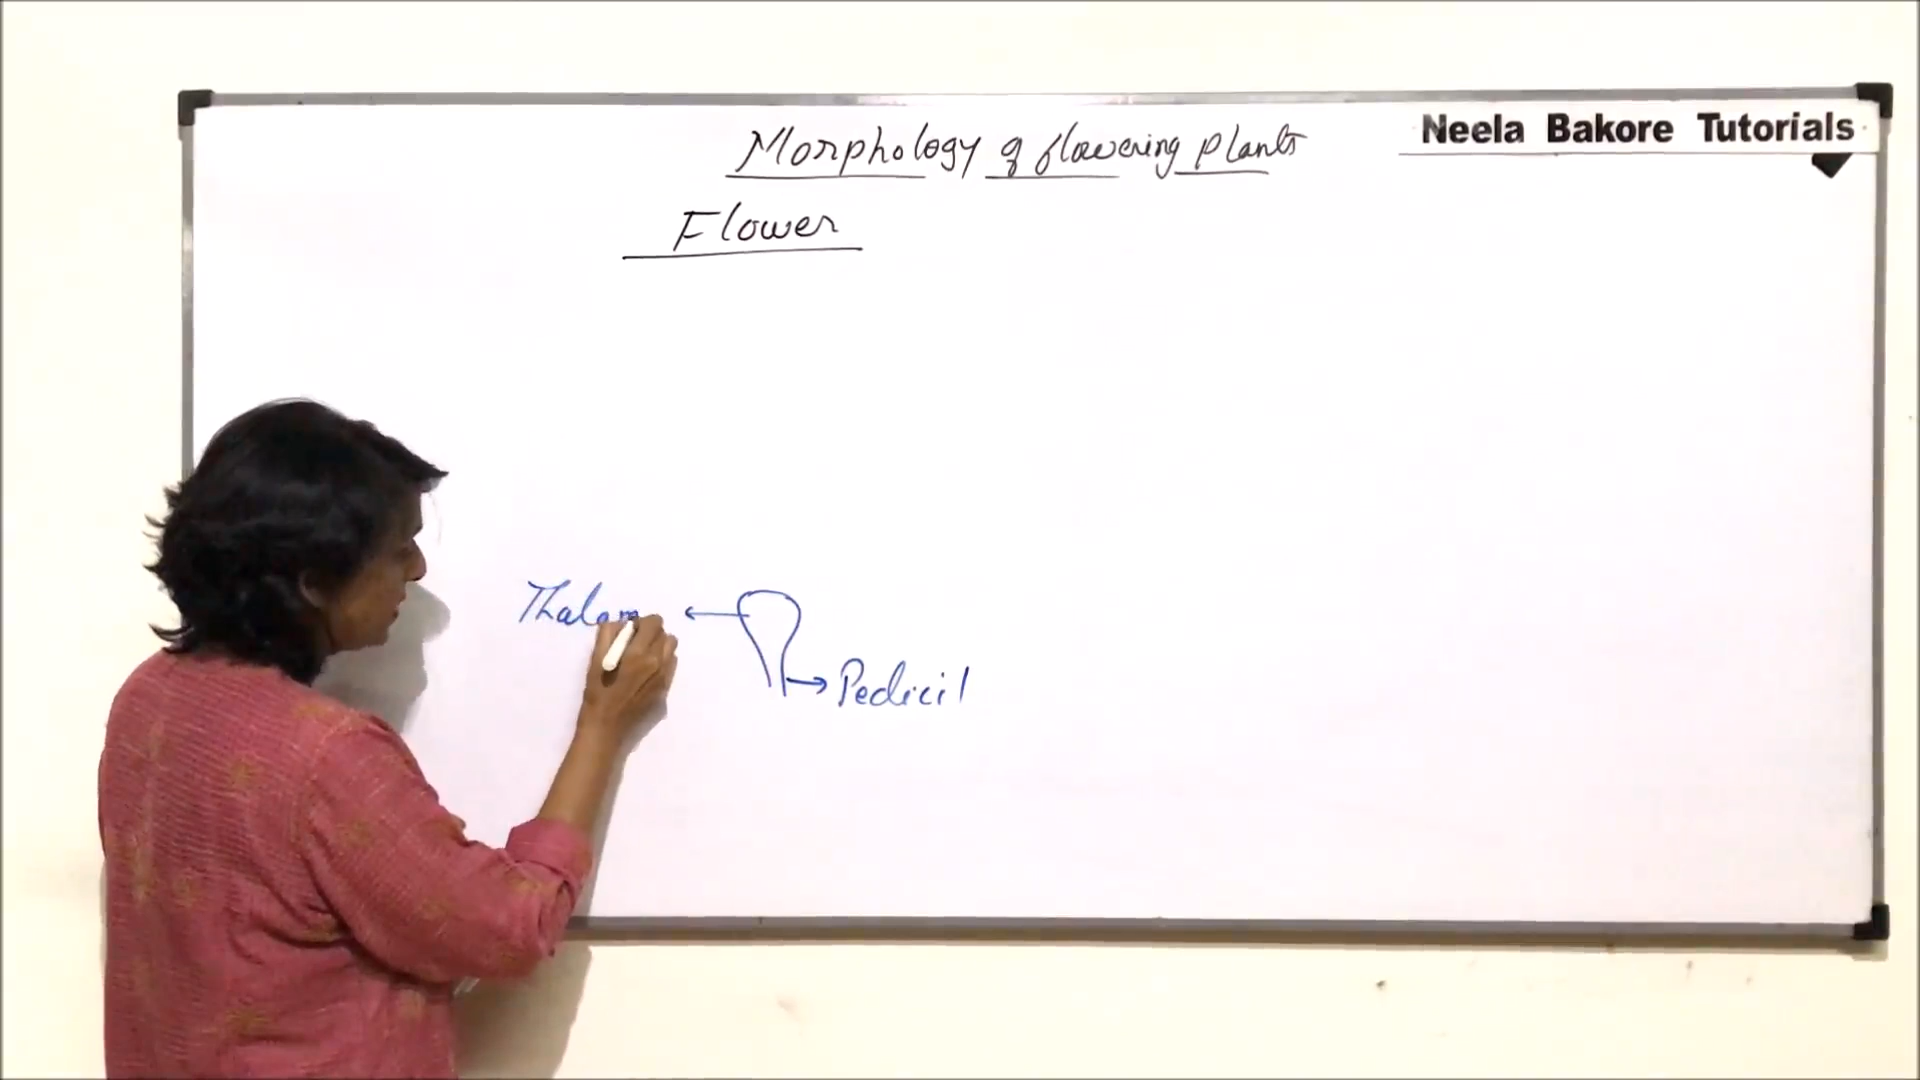 Neela Bakore Tutorials
Morphology of flowering plants
Flower
Thalam
Pedicil